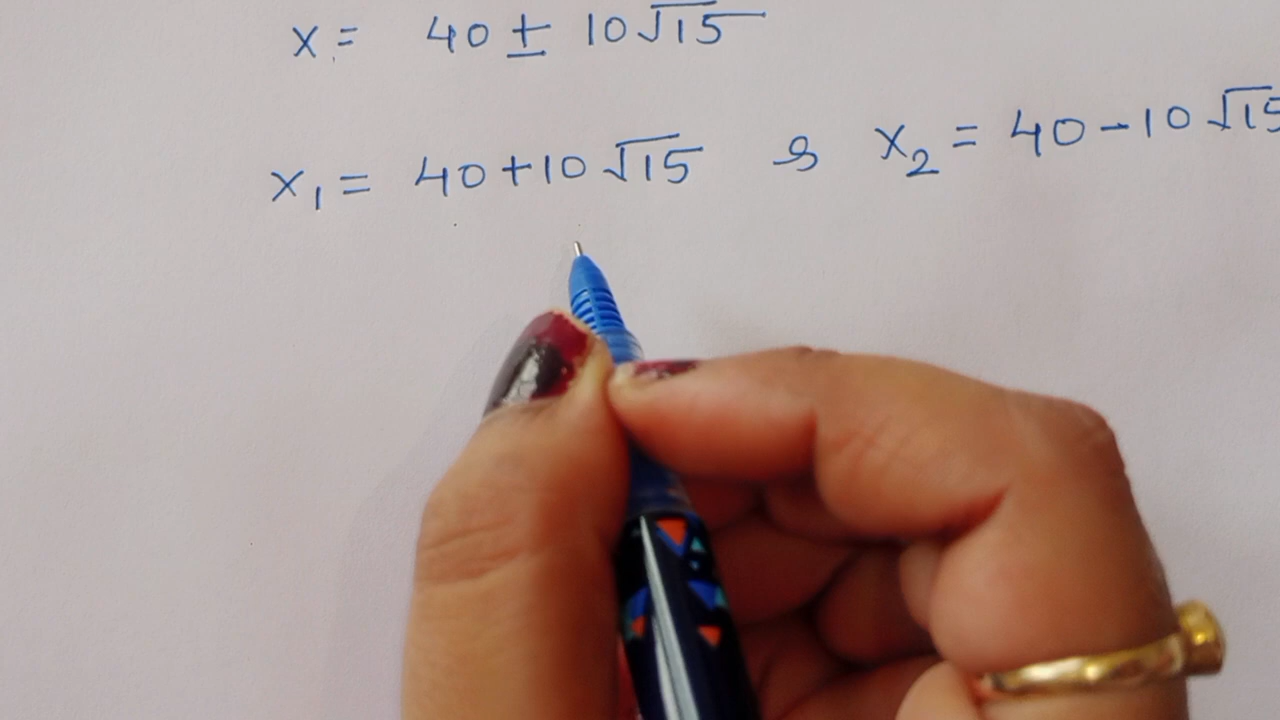 x = 40 ± 10√15
x₁ = 40+10√15 & x₂ = 40-10√15